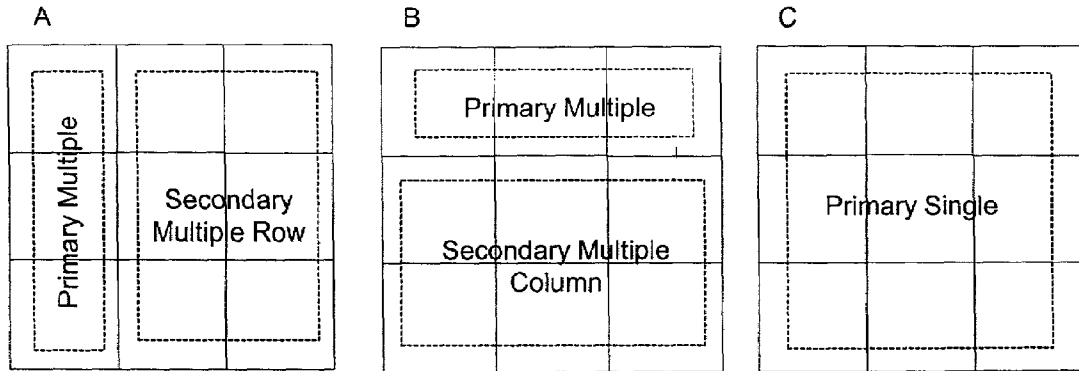 A
B
C
Primary Multiple
Secondary
Multiple Row
Primary Multiple
Secondary Multiple
Column
Primary Single